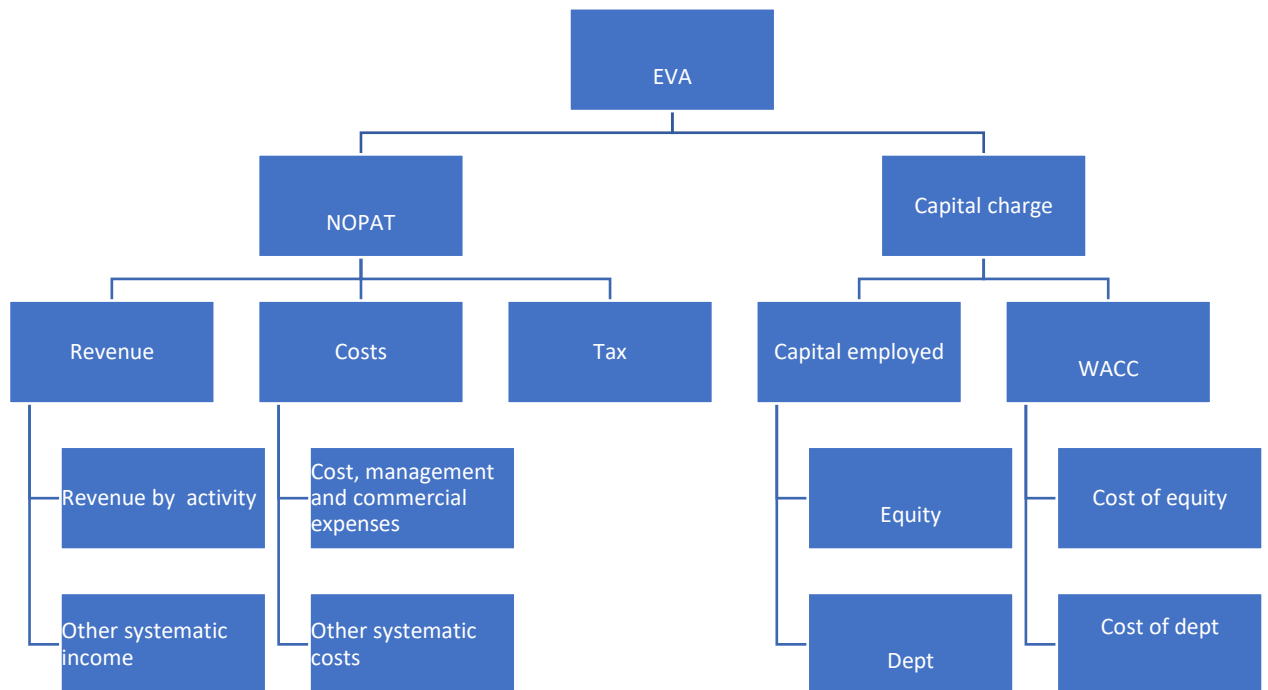 EVA
NOPAT
Capital charge
Revenue
Costs
Tax
Capital employed
WACC
Revenue by activity
Cost, management
and commercial
expenses
Equity
Cost of equity
Other systematic
income
Other systematic
costs
Dept
Cost of dept